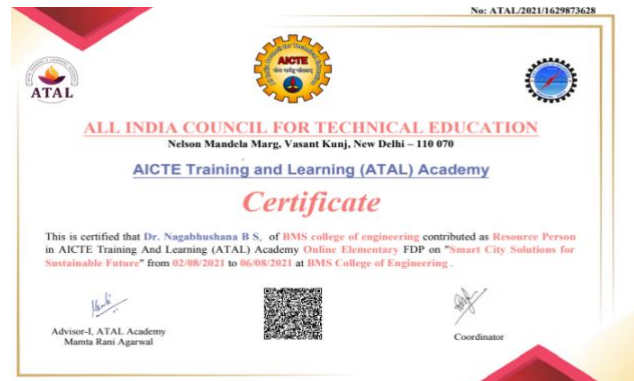 No: ATAL/2021/1629873628
ATAL
AICTE
ALL INDIA COUNCIL FOR TECHNICAL EDUCATION
Nelson Mandela Marg, Vasant Kunj, New Delhi – 110 070
AICTE Training and Learning (ATAL) Academy
Certificate
This is certified that Dr. Nagabhushana B S, of BMS college of engineering contributed as Resource Person
in AICTE Training And Learning (ATAL) Academy Online Elementary FDP on "Smart City Solutions for
Sustainable Future" from 02/08/2021 to 06/08/2021 at BMS College of Engineering .
Advisor-I, ATAL Academy
Mamta Rani Agarwal
Coordinator